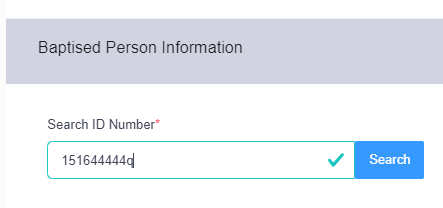 Baptised Person Information
Search ID Number*
151644444q
Search